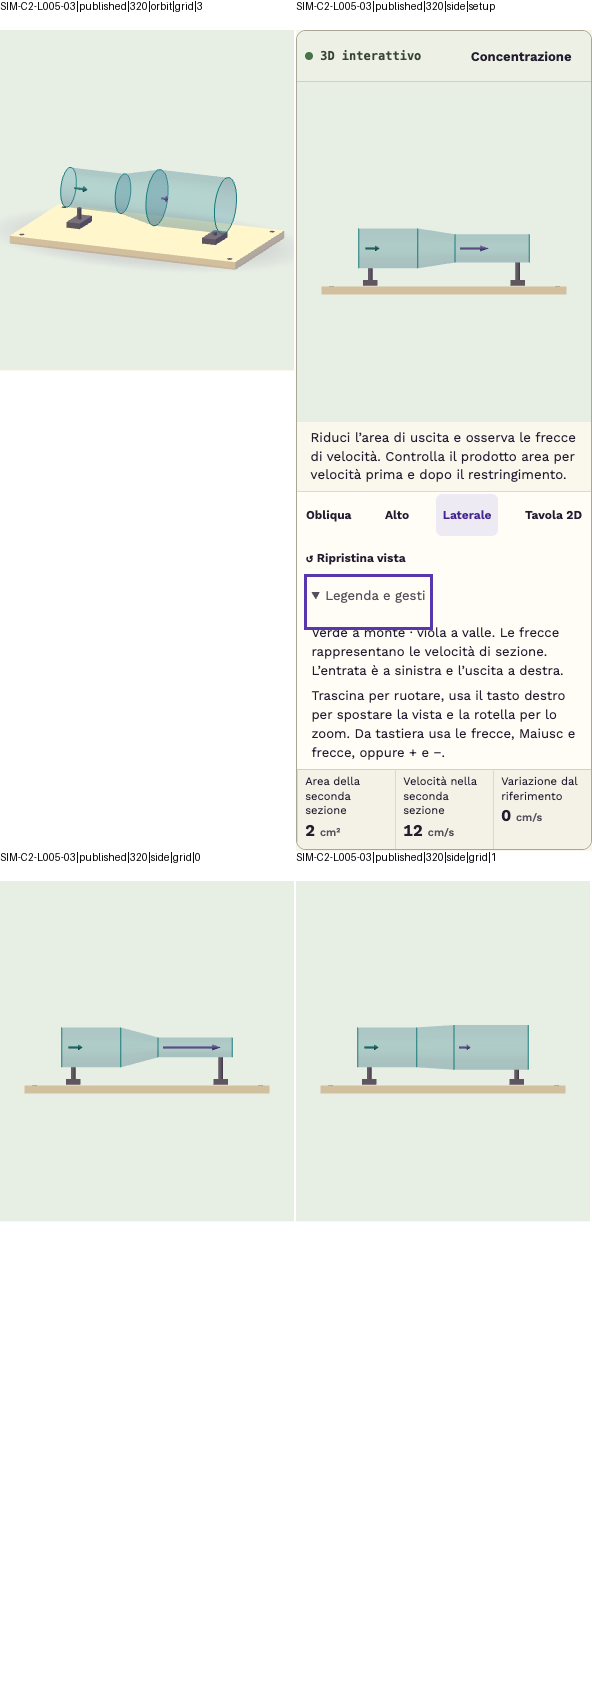 SIM-C2-L005-03|published|320|orbit|grid|3
SIM-C2-L005-03|published|320|side|setup
3D interattivo
Concentrazione
Riduci l’area di uscita e osserva le frecce
di velocità. Controlla il prodotto area per
velocità prima e dopo il restringimento.
Obliqua Alto Laterale Tavola 2D
↺ Ripristina vista
▼ Legenda e gesti
Verde a monte · viola a valle. Le frecce
rappresentano le velocità di sezione.
L’entrata è a sinistra e l’uscita a destra.
Trascina per ruotare, usa il tasto destro
per spostare la vista e la rotella per lo
zoom. Da tastiera usa le frecce, Maiusc e
frecce, oppure + e −.
Area della
seconda
sezione
2 cm²
Velocità nella
seconda
sezione
12 cm/s
Variazione dal
riferimento
0 cm/s
SIM-C2-L005-03|published|320|side|grid|0
SIM-C2-L005-03|published|320|side|grid|1